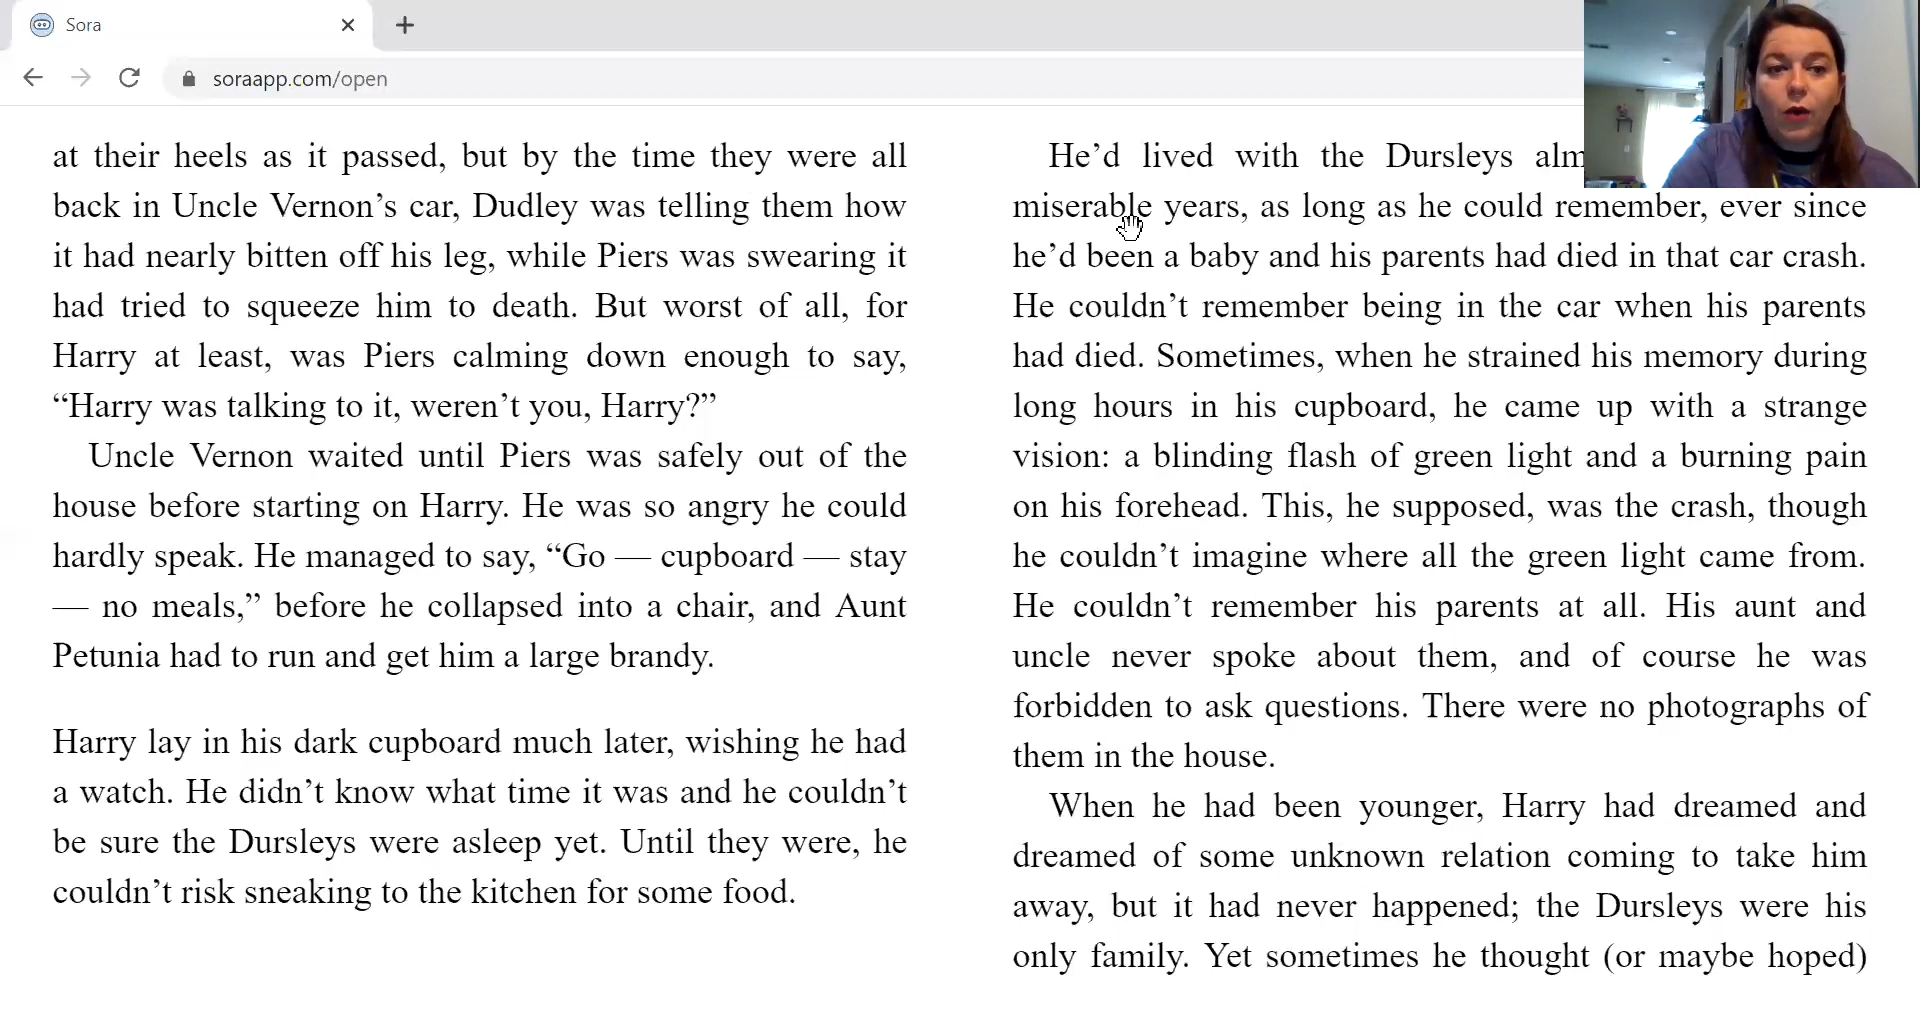 Sora
soraapp.com/open
at their heels as it passed, but by the time they were all
back in Uncle Vernon’s car, Dudley was telling them how
it had nearly bitten off his leg, while Piers was swearing it
had tried to squeeze him to death. But worst of all, for
Harry at least, was Piers calming down enough to say,
“Harry was talking to it, weren’t you, Harry?”
Uncle Vernon waited until Piers was safely out of the
house before starting on Harry. He was so angry he could
hardly speak. He managed to say, “Go — cupboard — stay
— no meals,” before he collapsed into a chair, and Aunt
Petunia had to run and get him a large brandy.
Harry lay in his dark cupboard much later, wishing he had
a watch. He didn’t know what time it was and he couldn’t
be sure the Dursleys were asleep yet. Until they were, he
couldn’t risk sneaking to the kitchen for some food.
He’d lived with the Dursleys
miserable years, as long as he could remember, ever since
he’d been a baby and his parents had died in that car crash.
He couldn’t remember being in the car when his parents
had died. Sometimes, when he strained his memory during
long hours in his cupboard, he came up with a strange
vision: a blinding flash of green light and a burning pain
on his forehead. This, he supposed, was the crash, though
he couldn’t imagine where all the green light came from.
He couldn’t remember his parents at all. His aunt and
uncle never spoke about them, and of course he was
forbidden to ask questions. There were no photographs of
them in the house.
When he had been younger, Harry had dreamed and
dreamed of some unknown relation coming to take him
away, but it had never happened; the Dursleys were his
only family. Yet sometimes he thought (or maybe hoped)